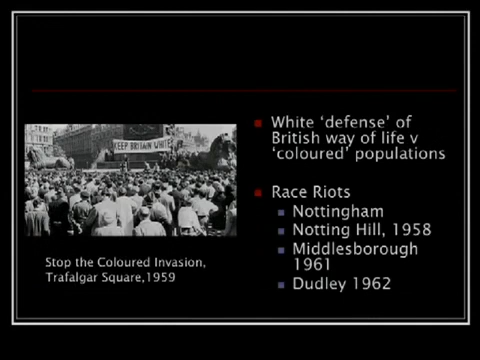 KEEP BRITAIN WHITE
Stop the Coloured Invasion,
Trafalgar Square,1959
White ‘defense’ of
British way of life v
‘coloured’ populations
Race Riots
Nottingham
Notting Hill, 1958
Middlesborough
1961
Dudley 1962